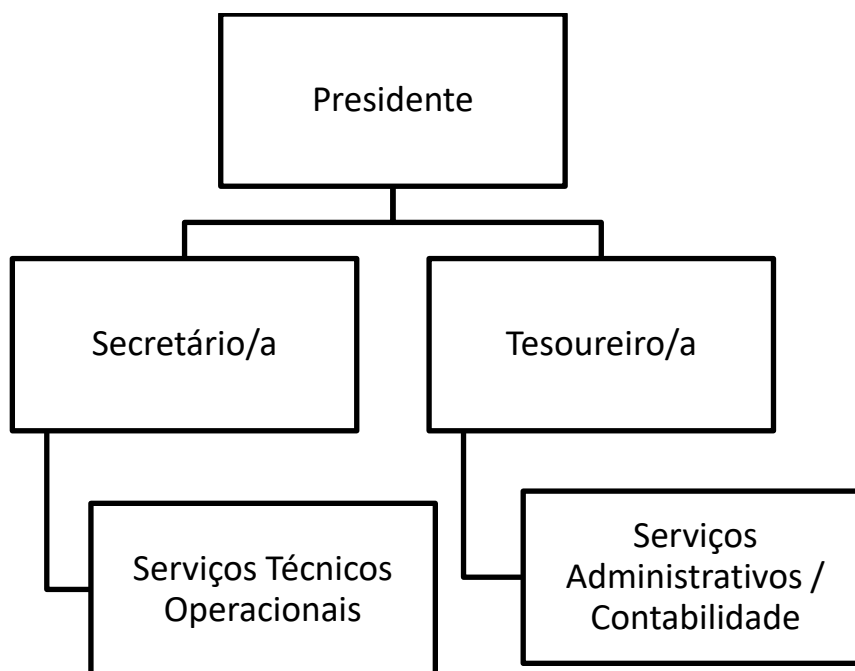 Presidente
Secretário/a
Tesoureiro/a
Serviços Técnicos
Operacionais
Serviços
Administrativos /
Contabilidade